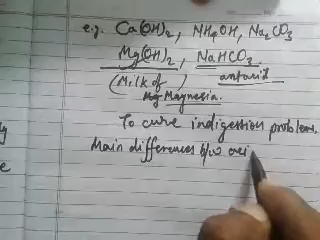 e.g. Ca(OH)2, NH4OH, Na2CO3
Mg(OH)2, NaHCO3
(Milk of antacid
Magnesia.
To cure indigestion problems.
Main differences b/w aci